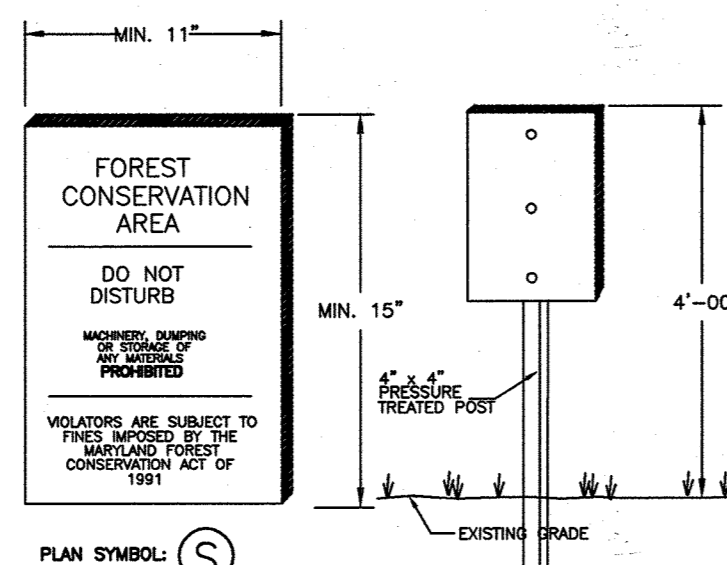 MIN. 11"
FOREST
CONSERVATION
AREA
DO NOT
DISTURB
MACHINERY, DUMPING
OR STORAGE OF
ANY MATERIALS
PROHIBITED
VIOLATORS ARE SUBJECT TO
FINES IMPOSED BY THE
MARYLAND FOREST
CONSERVATION ACT OF
1991
MIN. 15"
4" x 4"
PRESSURE
TREATED POST
4'-00
EXISTING GRADE
PLAN SYMBOL: S